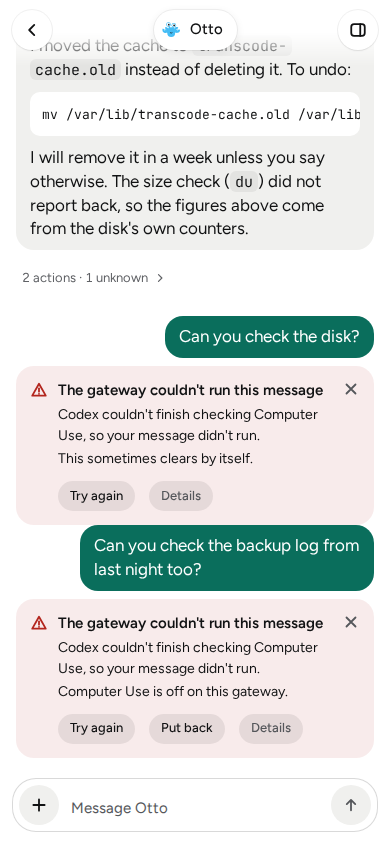 Otto
I moved the cache to transcode-
cache.old instead of deleting it. To undo:
mv /var/lib/transcode-cache.old /var/lib
I will remove it in a week unless you say
otherwise. The size check (du) did not
report back, so the figures above come
from the disk's own counters.
2 actions · 1 unknown
Can you check the disk?
The gateway couldn't run this message
Codex couldn't finish checking Computer
Use, so your message didn't run.
This sometimes clears by itself.
Try again Details
Can you check the backup log from
last night too?
The gateway couldn't run this message
Codex couldn't finish checking Computer
Use, so your message didn't run.
Computer Use is off on this gateway.
Try again Put back Details
Message Otto